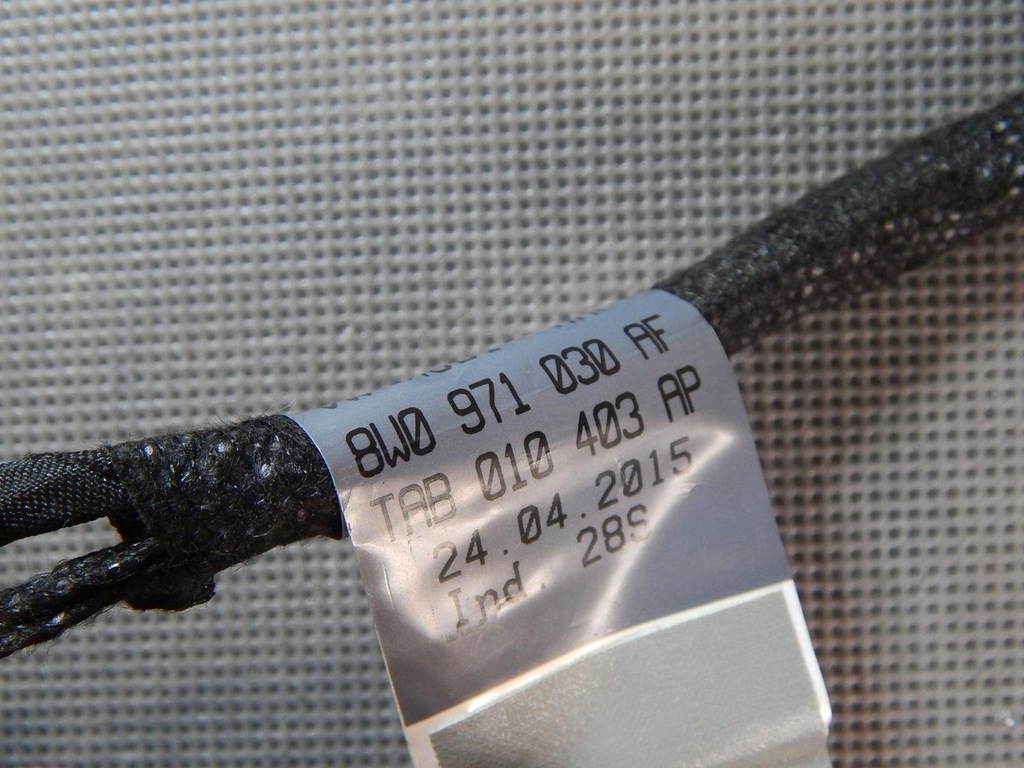 8W0 971 030 AF
TAB 010 403 AP
24.04.2015
Ind. 28S